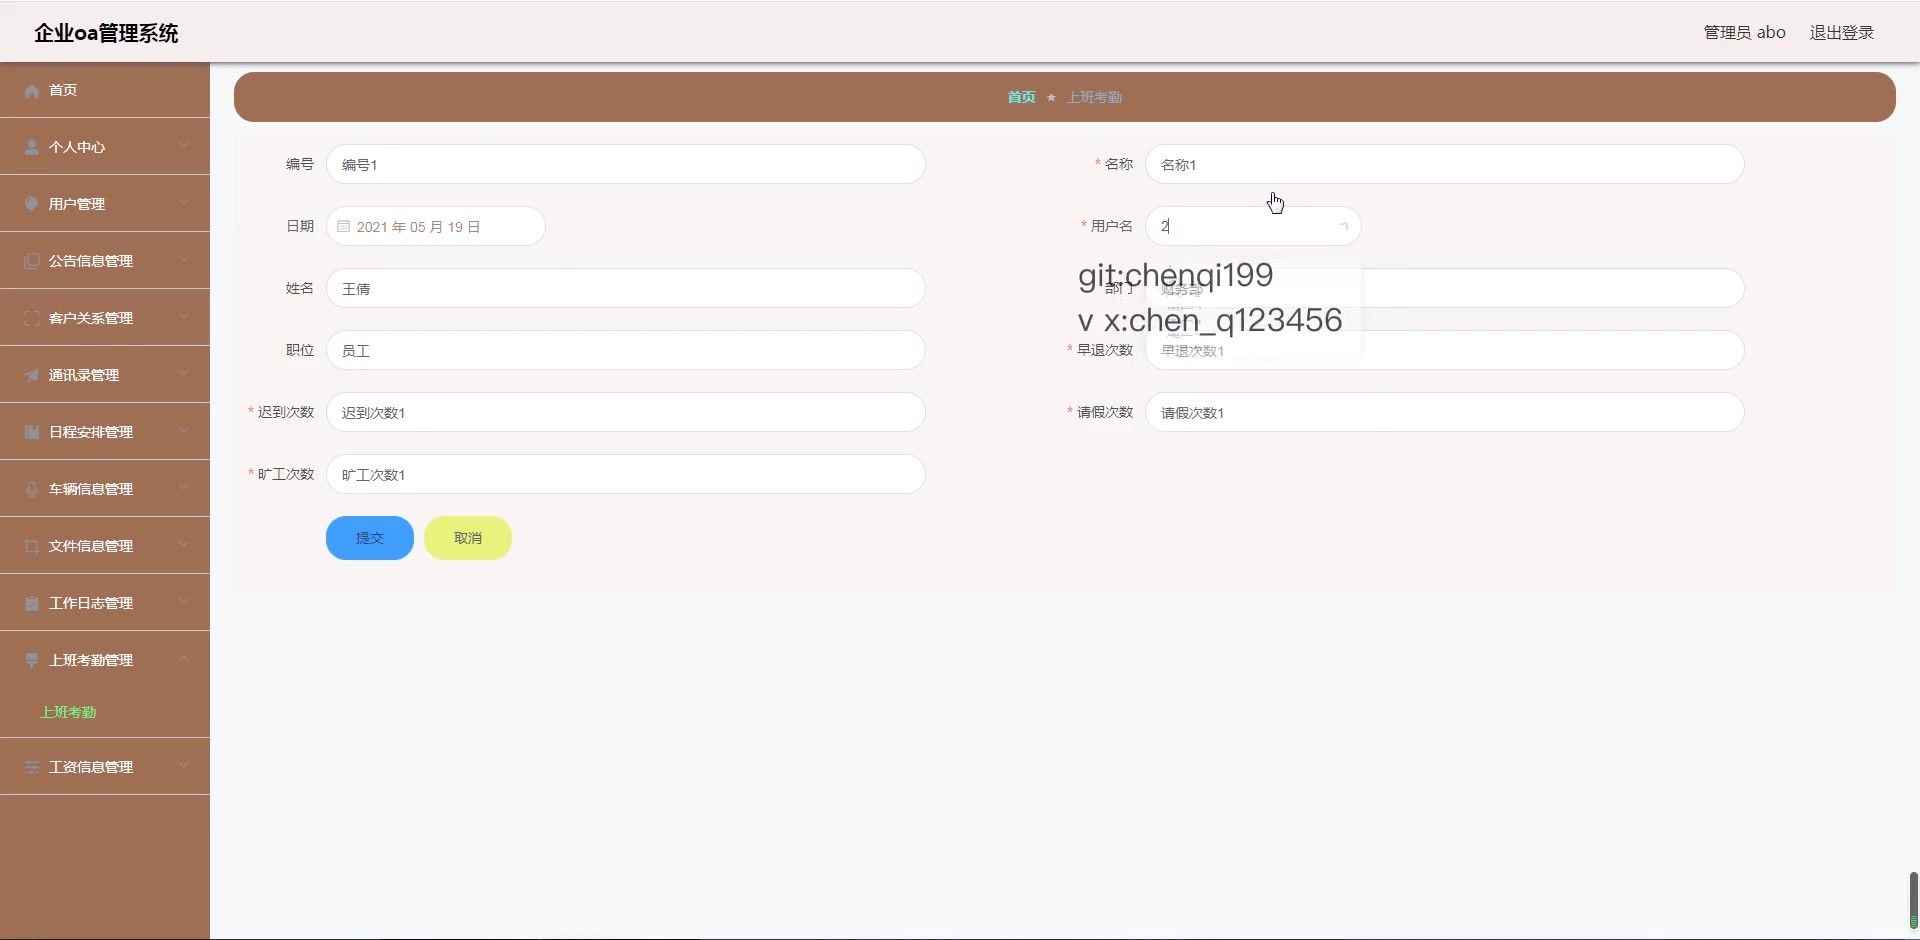 企业oa管理系统
管理员 abo 退出登录
首页
个人中心
用户管理
公告信息管理
客户关系管理
通讯录管理
日程安排管理
车辆信息管理
文件信息管理
工作日志管理
上班考勤管理
上班考勤
工资信息管理
首页 ★ 上班考勤
编号 编号1
* 名称 名称1
日期 2021 年 05 月 19 日
* 用户名 2
姓名 王倩
部门 财务部
git:chenqi199
v x:chen_q123456
职位 员工
* 早退次数 早退次数1
* 迟到次数 迟到次数1
* 请假次数 请假次数1
* 旷工次数 旷工次数1
提交 取消